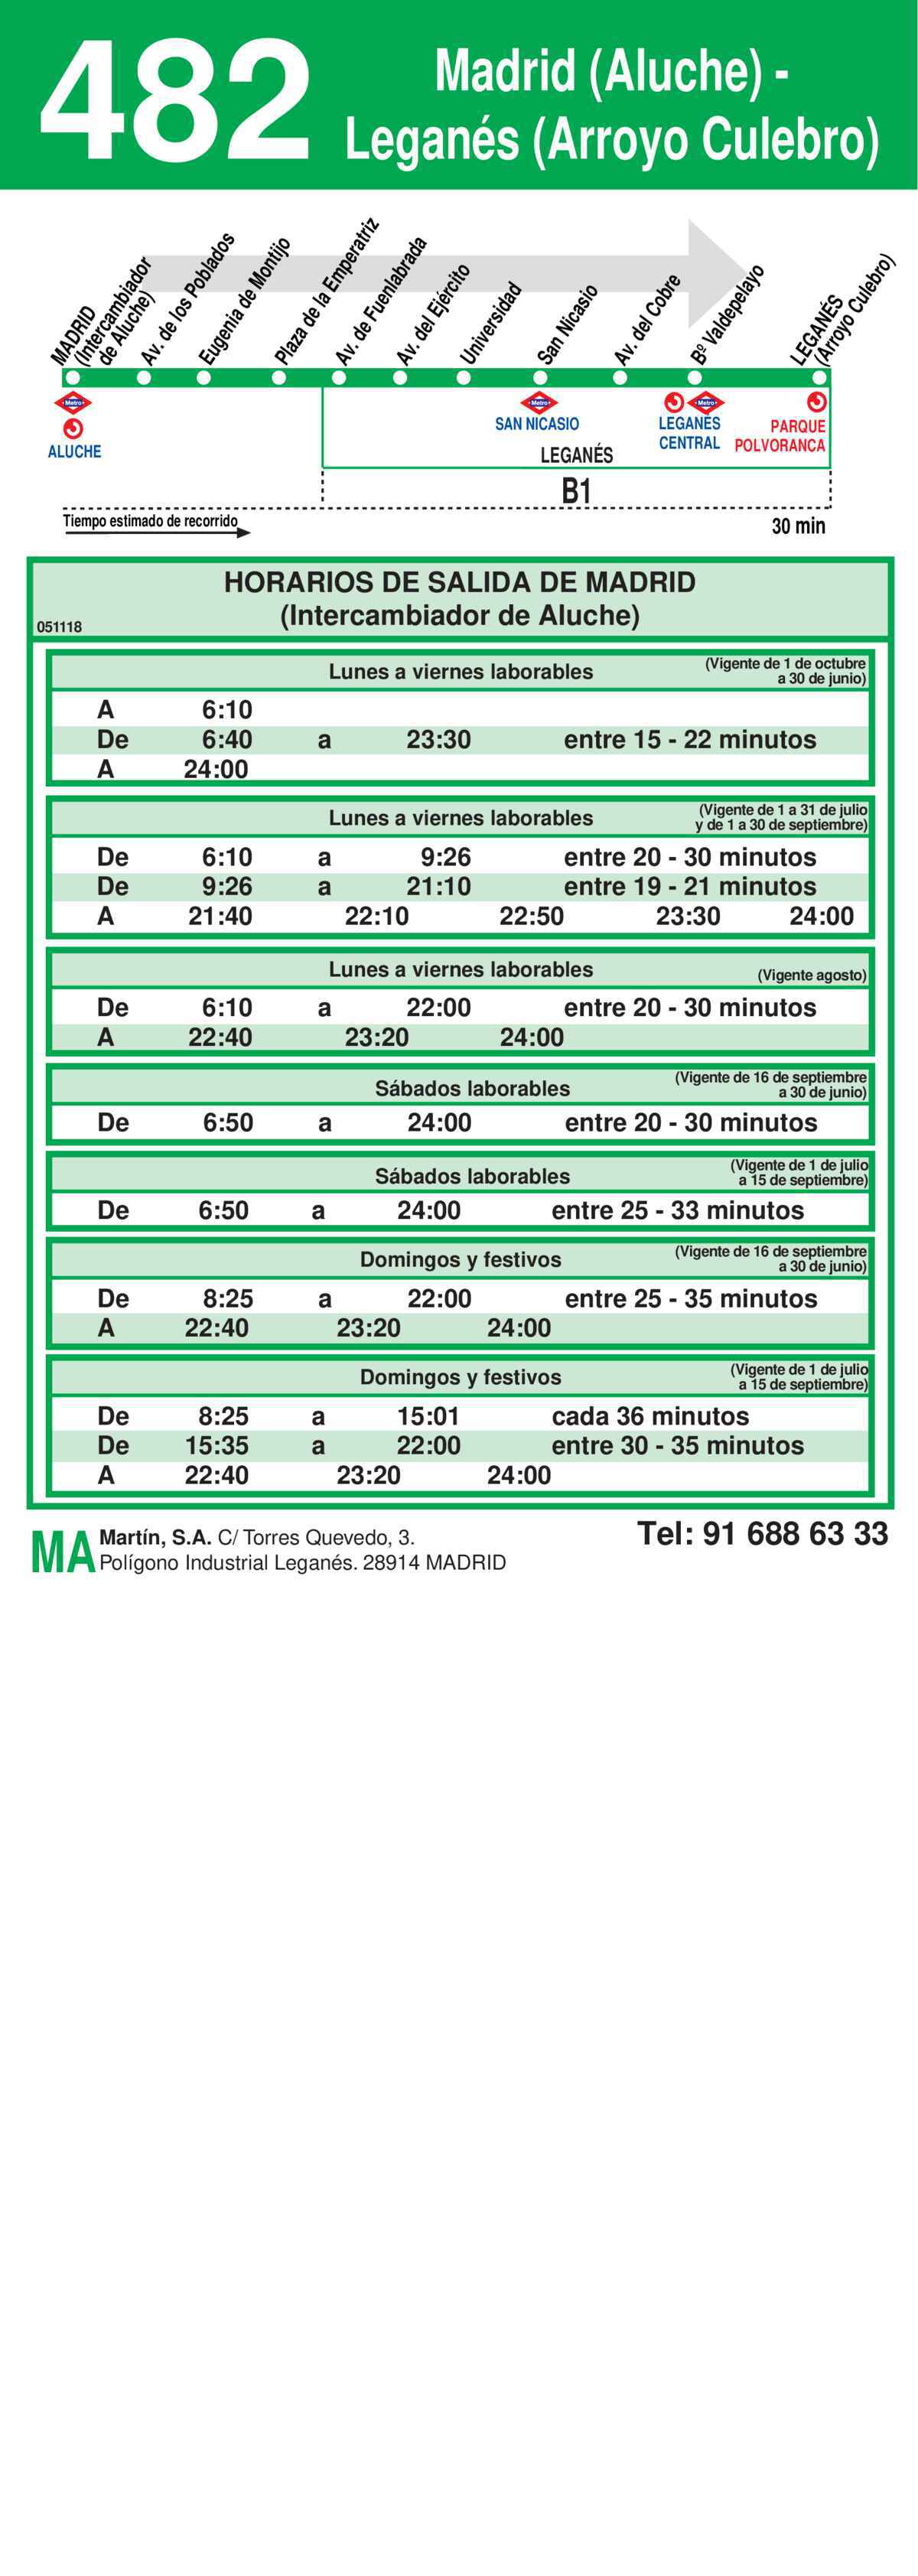 482
Madrid (Aluche) -
Leganés (Arroyo Culebro)
MADRID
(Intercambiador
de Aluche)
Av. de los Poblados
Eugenia de Montijo
Plaza de la Emperatriz
Av. de Fuenlabrada
Av. del Ejército
Universidad
San Nicasio
Av. del Cobre
Bº Valdepelayo
LEGANÉS
(Arroyo Culebro)
Metro
Metro
Metro
ALUCHE
SAN NICASIO
LEGANÉS
CENTRAL
PARQUE
POLVORANCA
LEGANÉS
B1
Tiempo estimado de recorrido
30 min
HORARIOS DE SALIDA DE MADRID
(Intercambiador de Aluche)
051118
Lunes a viernes laborables (Vigente de 1 de octubre
a 30 de junio)
A 6:10
De 6:40 a 23:30 entre 15 - 22 minutos
A 24:00
Lunes a viernes laborables (Vigente de 1 a 31 de julio
y de 1 a 30 de septiembre)
De 6:10 a 9:26 entre 20 - 30 minutos
De 9:26 a 21:10 entre 19 - 21 minutos
A 21:40 22:10 22:50 23:30 24:00
Lunes a viernes laborables (Vigente agosto)
De 6:10 a 22:00 entre 20 - 30 minutos
A 22:40 23:20 24:00
Sábados laborables (Vigente de 16 de septiembre
a 30 de junio)
De 6:50 a 24:00 entre 20 - 30 minutos
Sábados laborables (Vigente de 1 de julio
a 15 de septiembre)
De 6:50 a 24:00 entre 25 - 33 minutos
Domingos y festivos (Vigente de 16 de septiembre
a 30 de junio)
De 8:25 a 22:00 entre 25 - 35 minutos
A 22:40 23:20 24:00
Domingos y festivos (Vigente de 1 de julio
a 15 de septiembre)
De 8:25 a 15:01 cada 36 minutos
De 15:35 a 22:00 entre 30 - 35 minutos
A 22:40 23:20 24:00
MA Martín, S.A. C/ Torres Quevedo, 3.
Polígono Industrial Leganés. 28914 MADRID
Tel: 91 688 63 33